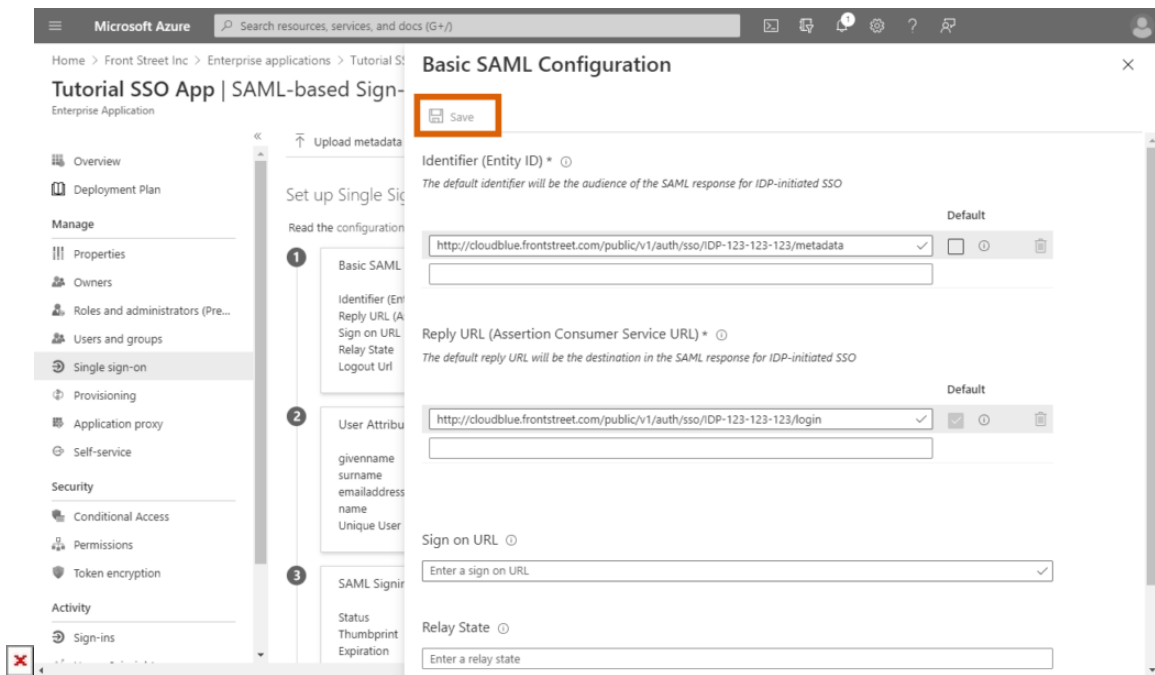 Microsoft Azure
Search resources, services, and docs (G+/)
1
Home > Front Street Inc > Enterprise applications > Tutorial S
Tutorial SSO App | SAML-based Sign-
Enterprise Application
«
Overview
Deployment Plan
Manage
Properties
Owners
Roles and administrators (Pre...
Users and groups
Single sign-on
Provisioning
Application proxy
Self-service
Security
Conditional Access
Permissions
Token encryption
Activity
Sign-ins
Upload metadata
Set up Single Sig
Read the configuration
1
Basic SAML
Identifier (Ent
Reply URL (A
Sign on URL
Relay State
Logout Url
2
User Attribu
givenname
surname
emailaddress
name
Unique User
3
SAML Signin
Status
Thumbprint
Expiration
Basic SAML Configuration
Save
Identifier (Entity ID) *
The default identifier will be the audience of the SAML response for IDP-initiated SSO
Default
http://cloudblue.frontstreet.com/public/v1/auth/sso/IDP-123-123-123/metadata
Reply URL (Assertion Consumer Service URL) *
The default reply URL will be the destination in the SAML response for IDP-initiated SSO
Default
http://cloudblue.frontstreet.com/public/v1/auth/sso/IDP-123-123-123/login
Sign on URL
Enter a sign on URL
Relay State
Enter a relay state